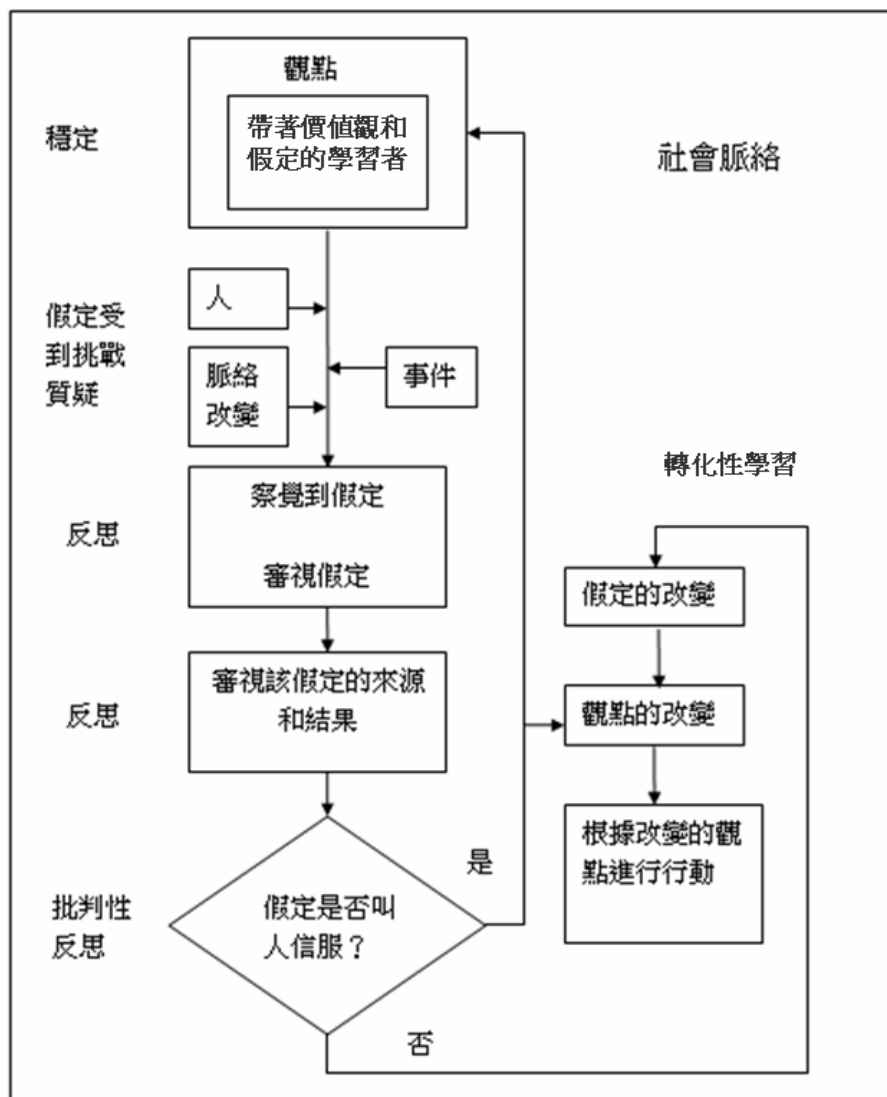 觀點
帶著價值觀和
假定的學習者
穩定
社會脈絡
人
假定受
到挑戰
質疑
脈絡
改變
事件
察覺到假定
審視假定
反思
轉化性學習
假定的改變
審視該假定的來源
和結果
反思
觀點的改變
根據改變的觀
點進行行動
是
批判性
反思
假定是否叫
人信服？
否